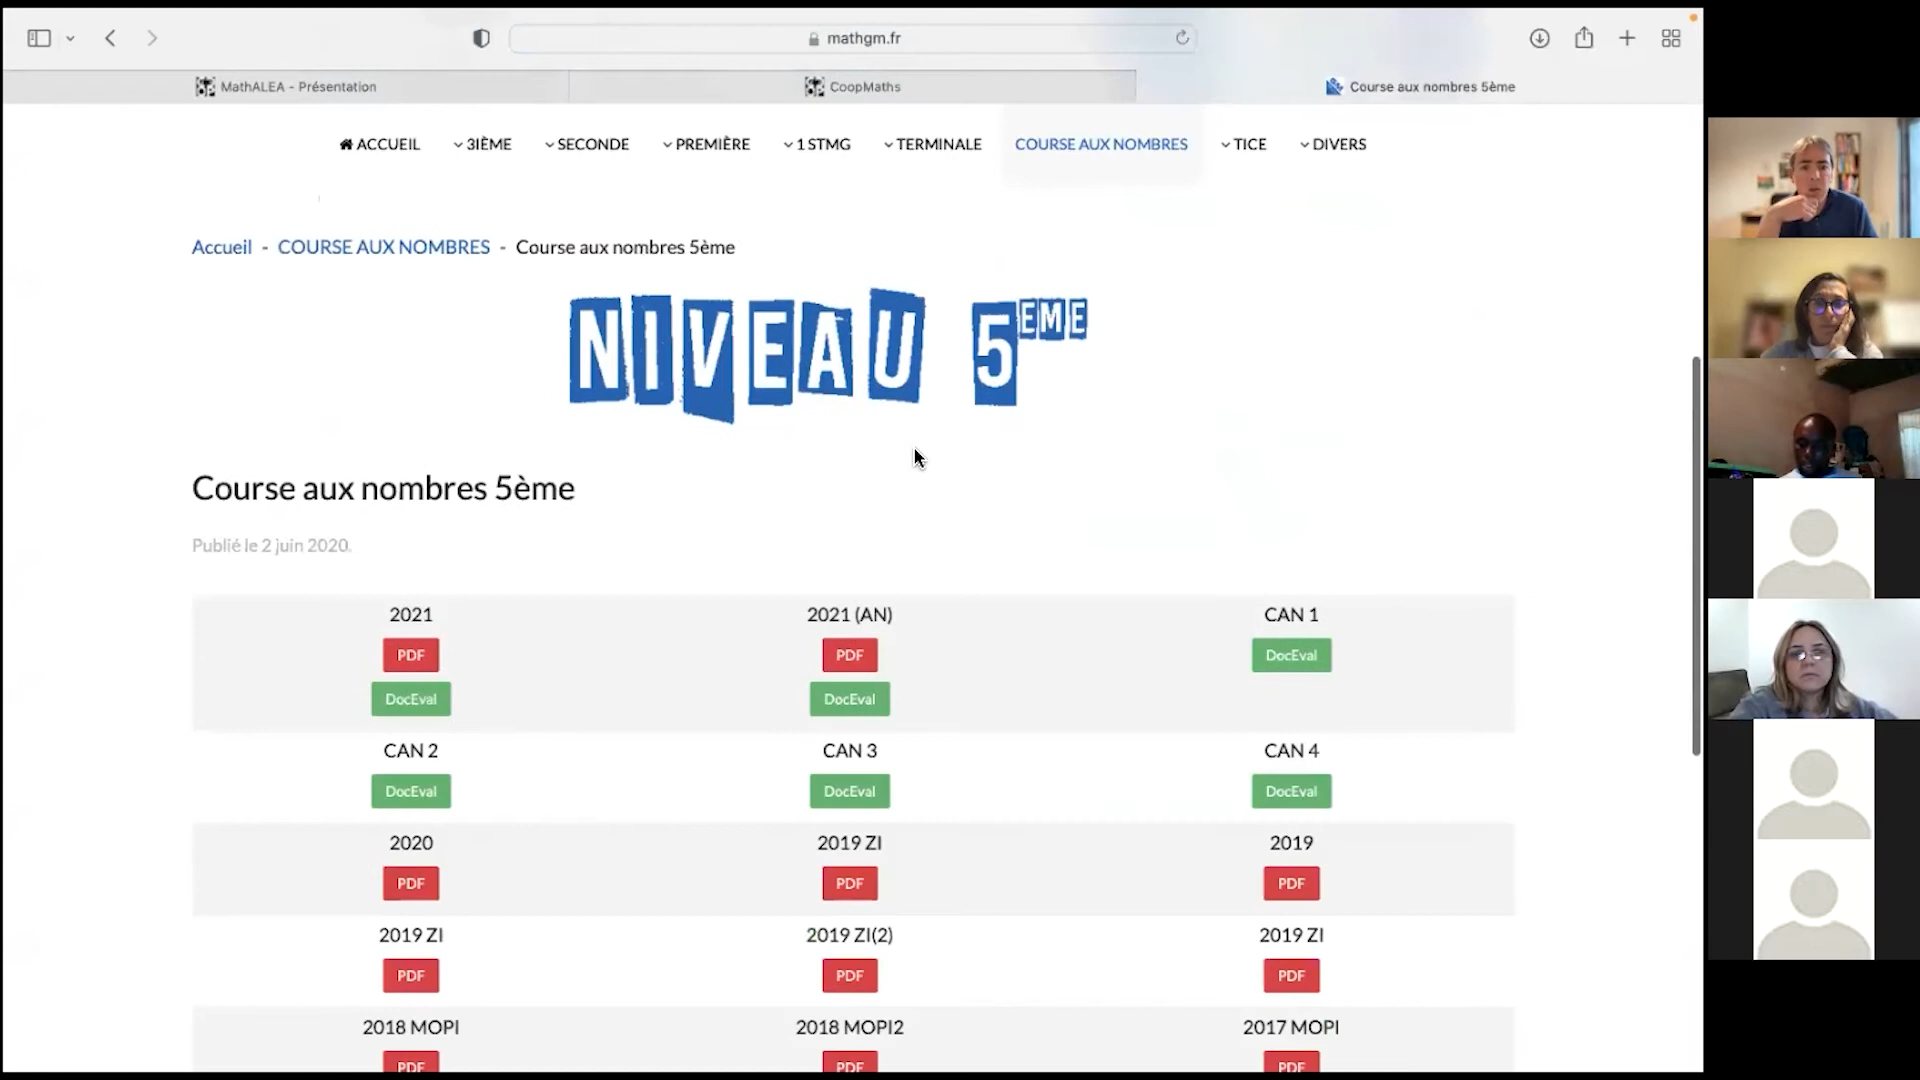 mathgm.fr
MathALEA - Présentation
CoopMaths
Course aux nombres 5ème
ACCUEIL
3IÈME
SECONDE
PREMIÈRE
1 STMG
TERMINALE
COURSE AUX NOMBRES
TICE
DIVERS
Accueil - COURSE AUX NOMBRES - Course aux nombres 5ème
NIVEAU 5EME
Course aux nombres 5ème
Publié le 2 juin 2020.
2021 2021 (AN) CAN 1
PDF PDF DocEval
DocEval DocEval
CAN 2 CAN 3 CAN 4
DocEval DocEval DocEval
2020 2019 ZI 2019
PDF PDF PDF
2019 ZI 2019 ZI(2) 2019 ZI
PDF PDF PDF
2018 MOPI 2018 MOPI2 2017 MOPI
PDF PDF PDF